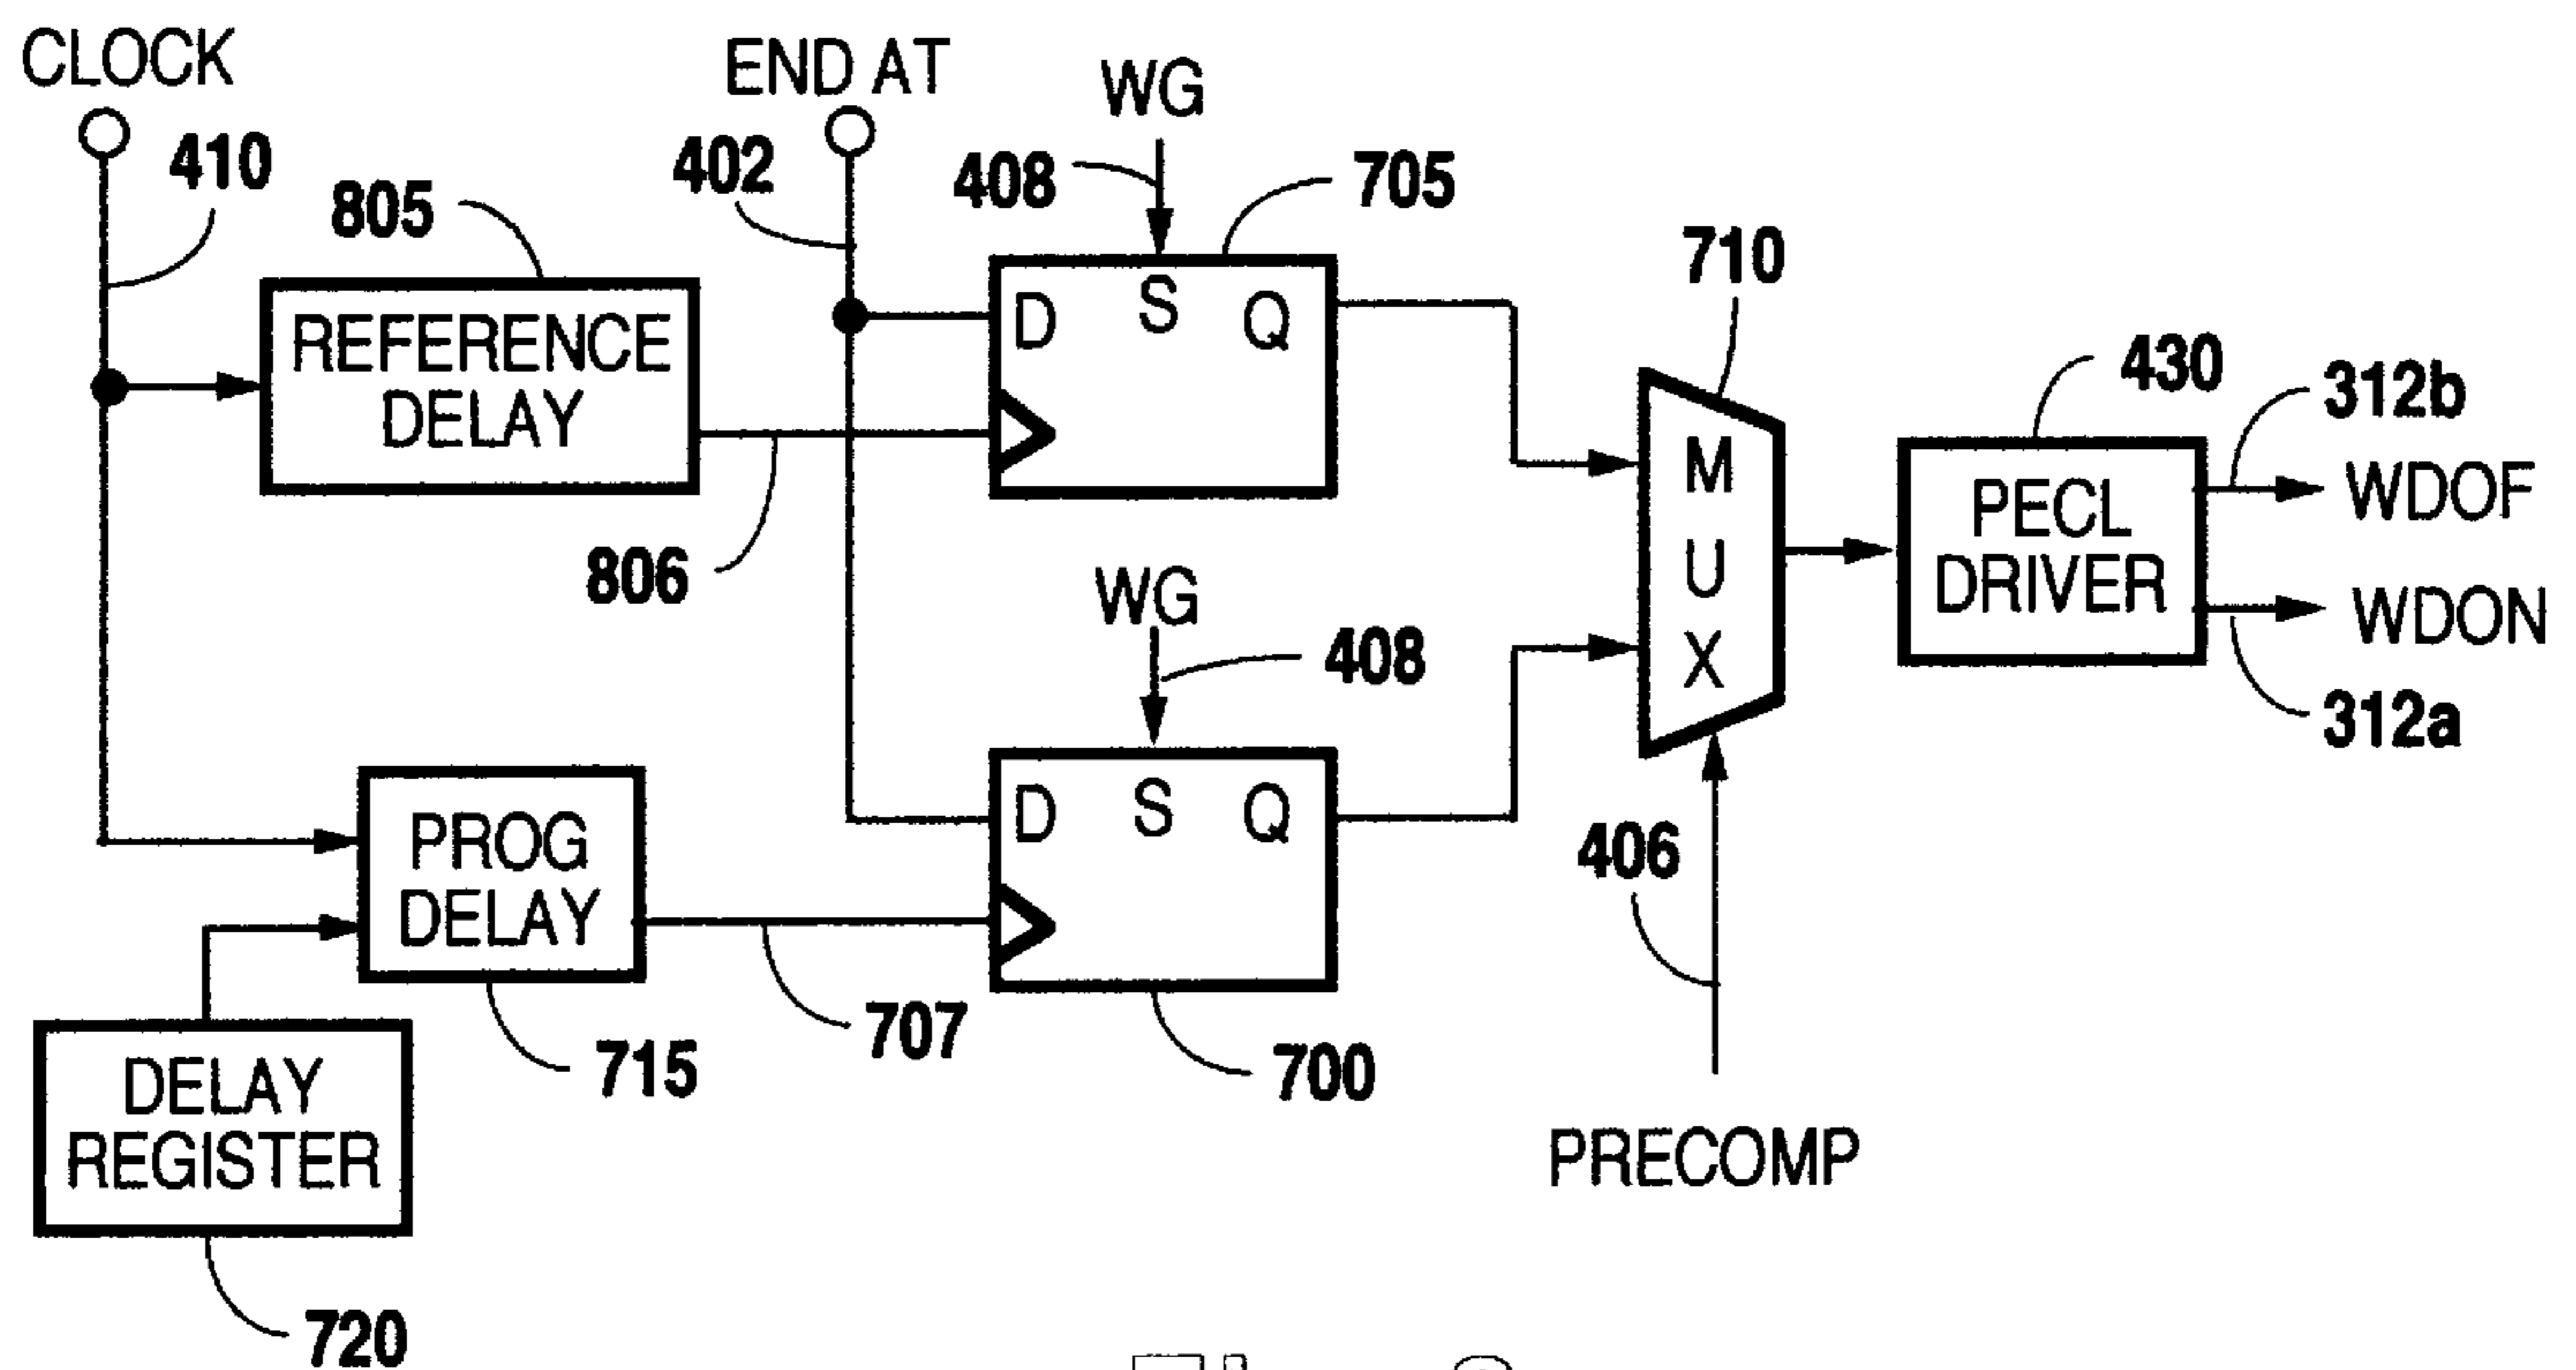 CLOCK
END AT
WG
410
402
408
705
805
710
REFERENCE
DELAY
D
S
Q
430
312b
M
U
X
PECL
DRIVER
WDOF
WDON
806
WG
408
312a
PROG
DELAY
D
S
Q
406
707
715
700
DELAY
REGISTER
PRECOMP
720